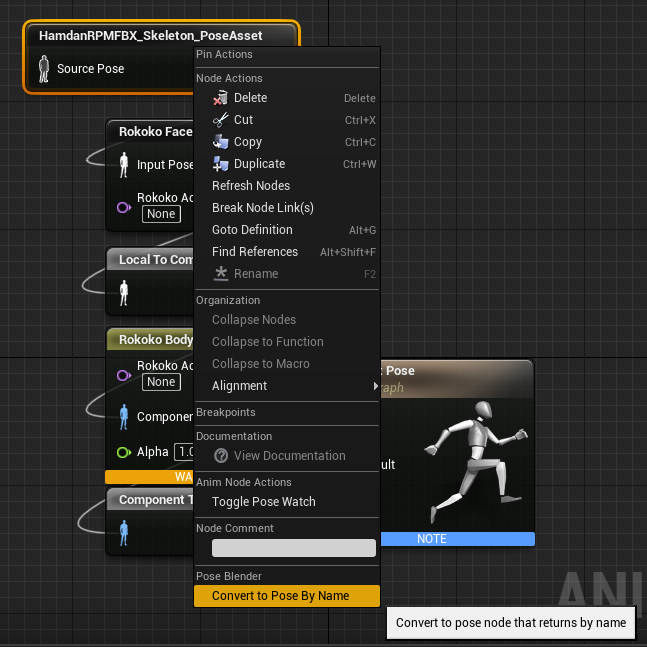 HamdanRPMFBX_Skeleton_PoseAsset
Source Pose
Pin Actions
Node Actions
Delete Delete
Cut Ctrl+X
Copy Ctrl+C
Duplicate Ctrl+W
Refresh Nodes
Break Node Link(s)
Goto Definition Alt+G
Find References Alt+Shift+F
Rename F2
Organization
Collapse Nodes
Collapse to Function
Collapse to Macro
Alignment
Breakpoints
Documentation
View Documentation
Anim Node Actions
Toggle Pose Watch
Node Comment
Pose Blender
Convert to Pose By Name
Convert to pose node that returns by name
Rokoko Face
Input Pose
Rokoko Ac
None
Local To Com
Rokoko Body
Rokoko Ac
None
Componen
Alpha 1.0
WA
Component T
Pose
raph
ult
NOTE
ANI